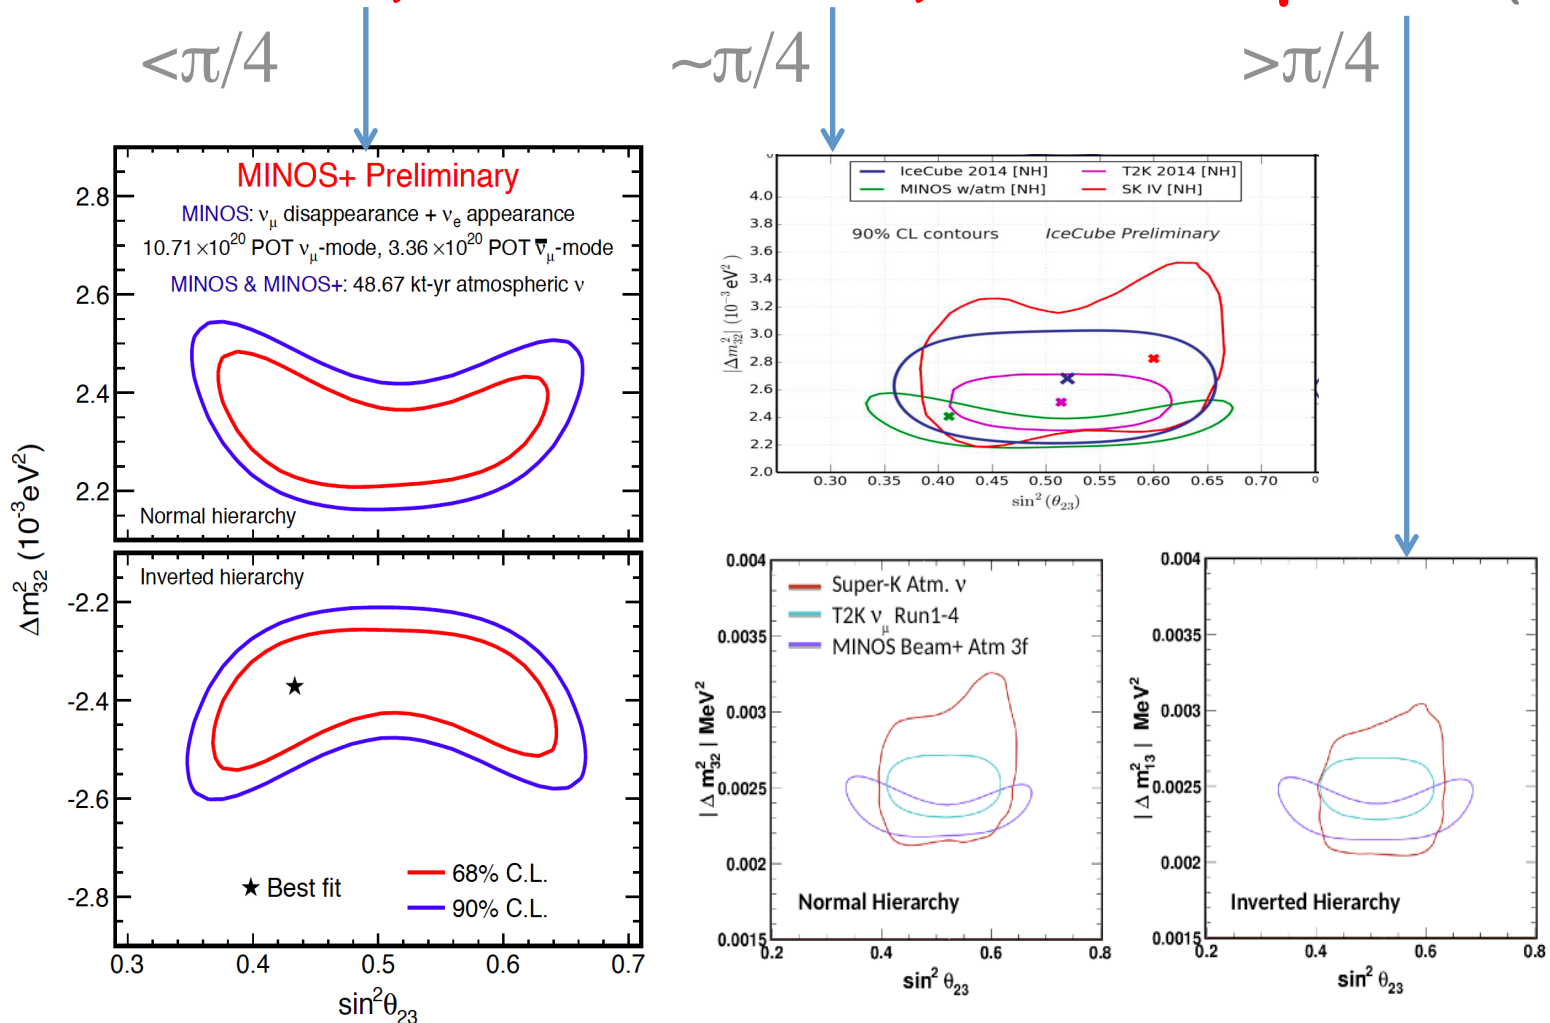 <π/4
~π/4
>π/4
MINOS+ Preliminary
MINOS: νμ disappearance + νe appearance
10.71×10²⁰ POT νμ-mode, 3.36×10²⁰ POT ν̅μ-mode
MINOS & MINOS+: 48.67 kt-yr atmospheric ν
2.8
2.6
2.4
2.2
Normal hierarchy
Inverted hierarchy
-2.2
-2.4
-2.6
-2.8
★ Best fit
68% C.L.
90% C.L.
0.3 0.4 0.5 0.6 0.7
sin²θ₂₃
Δm²₃₂ (10⁻³eV²)
IceCube 2014 [NH] T2K 2014 [NH]
MINOS w/atm [NH] SK IV [NH]
90% CL contours IceCube Preliminary
4.0
3.8
3.6
3.4
3.2
3.0
2.8
2.6
2.4
2.2
2.0
0.30 0.35 0.40 0.45 0.50 0.55 0.60 0.65 0.70 0
sin² (θ₂₃)
|Δm²₃₂| (10⁻³ eV²)
0.004
0.0035
0.003
0.0025
0.002
0.0015
Super-K Atm. ν
T2K νμ Run1-4
MINOS Beam+ Atm 3f
Normal Hierarchy
0.2 0.4 0.6 0.8
sin² θ₂₃
| Δ m²₃₂ | MeV²
0.004
0.0035
0.003
0.0025
0.002
0.0015
Inverted Hierarchy
0.2 0.4 0.6 0.8
sin² θ₂₃
| Δ m²₁₃ | MeV²